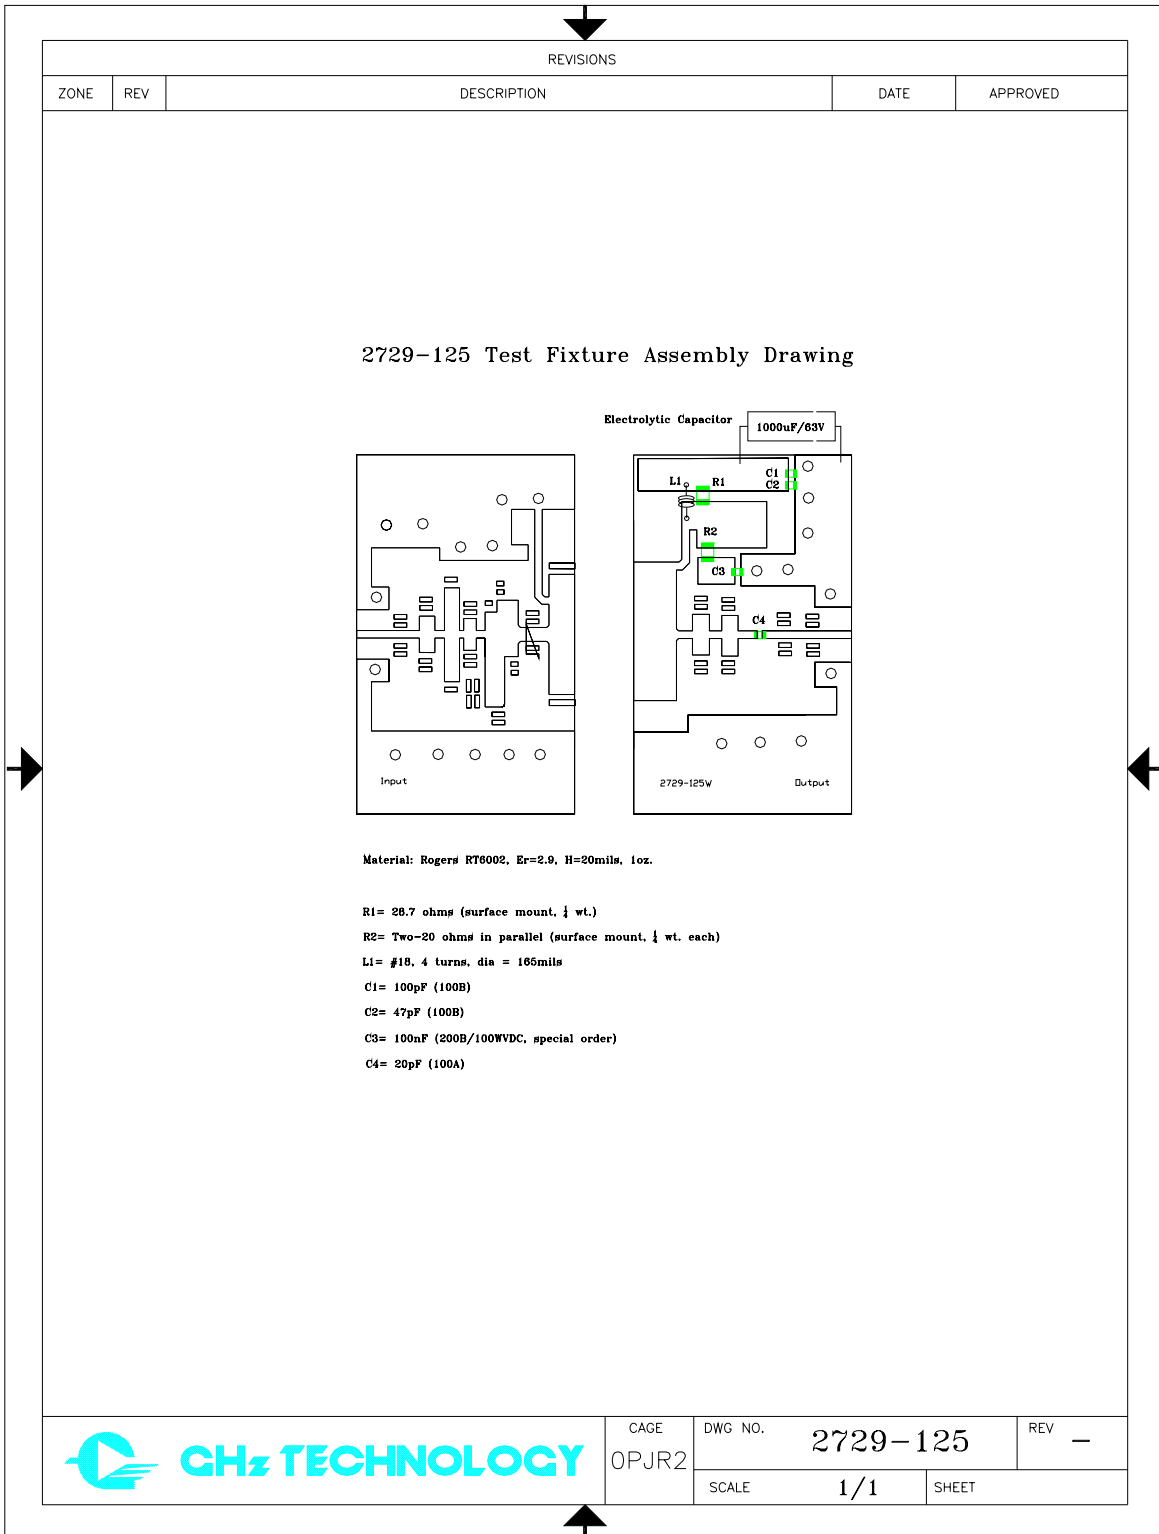 REVISIONS
ZONE REV DESCRIPTION DATE APPROVED
2729-125 Test Fixture Assembly Drawing
Electrolytic Capacitor 1000uF/63V
C1
L1 R1 C2
R2
C3
C4
Input
2729-125W Output
Material: Rogers RT6002, Er=2.9, H=20mils, 1oz.
R1= 26.7 ohms (surface mount, ¼ wt.)
R2= Two-20 ohms in parallel (surface mount, ¼ wt. each)
L1= #18, 4 turns, dia = 165mils
C1= 100pF (100B)
C2= 47pF (100B)
C3= 100nF (200B/100WVDC, special order)
C4= 20pF (100A)
GHz TECHNOLOGY
CAGE
0PJR2
DWG NO. 2729-125
REV –
SCALE 1/1 SHEET